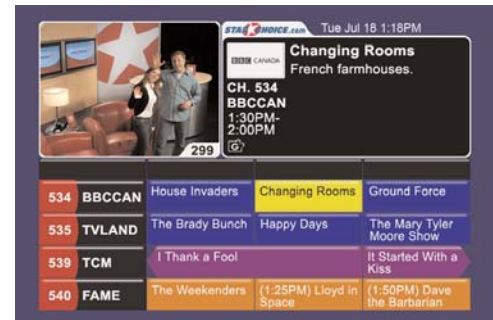 STAR CHOICE.com Tue Jul 18 1:18PM
BBC CANADA
Changing Rooms
French farmhouses.
CH. 534
BBCCAN
1:30PM-
2:00PM
G
299
534 BBCCAN House Invaders Changing Rooms Ground Force
535 TVLAND The Brady Bunch Happy Days The Mary Tyler
Moore Show
539 TCM I Thank a Fool It Started With a
Kiss
540 FAME The Weekenders (1:25PM) Lloyd in
Space
(1:50PM) Dave
the Barbarian